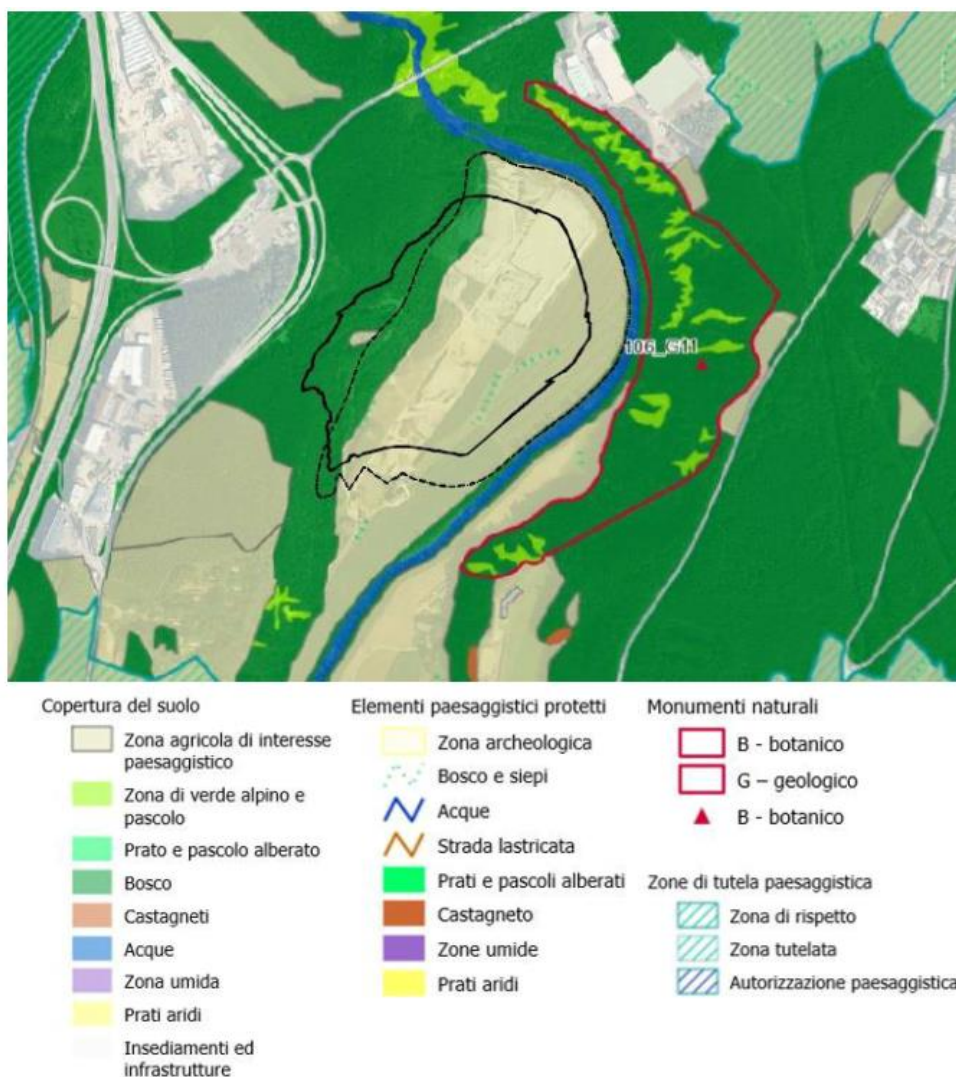 106_G11
Copertura del suolo
Zona agricola di interesse
paesaggistico
Zona di verde alpino e
pascolo
Prato e pascolo alberato
Bosco
Castagneti
Acque
Zona umida
Prati aridi
Insediamenti ed
infrastrutture
Elementi paesaggistici protetti
Zona archeologica
Bosco e siepi
Acque
Strada lastricata
Prati e pascoli alberati
Castagneto
Zone umide
Prati aridi
Monumenti naturali
B - botanico
G – geologico
B - botanico
Zone di tutela paesaggistica
Zona di rispetto
Zona tutelata
Autorizzazione paesaggistica